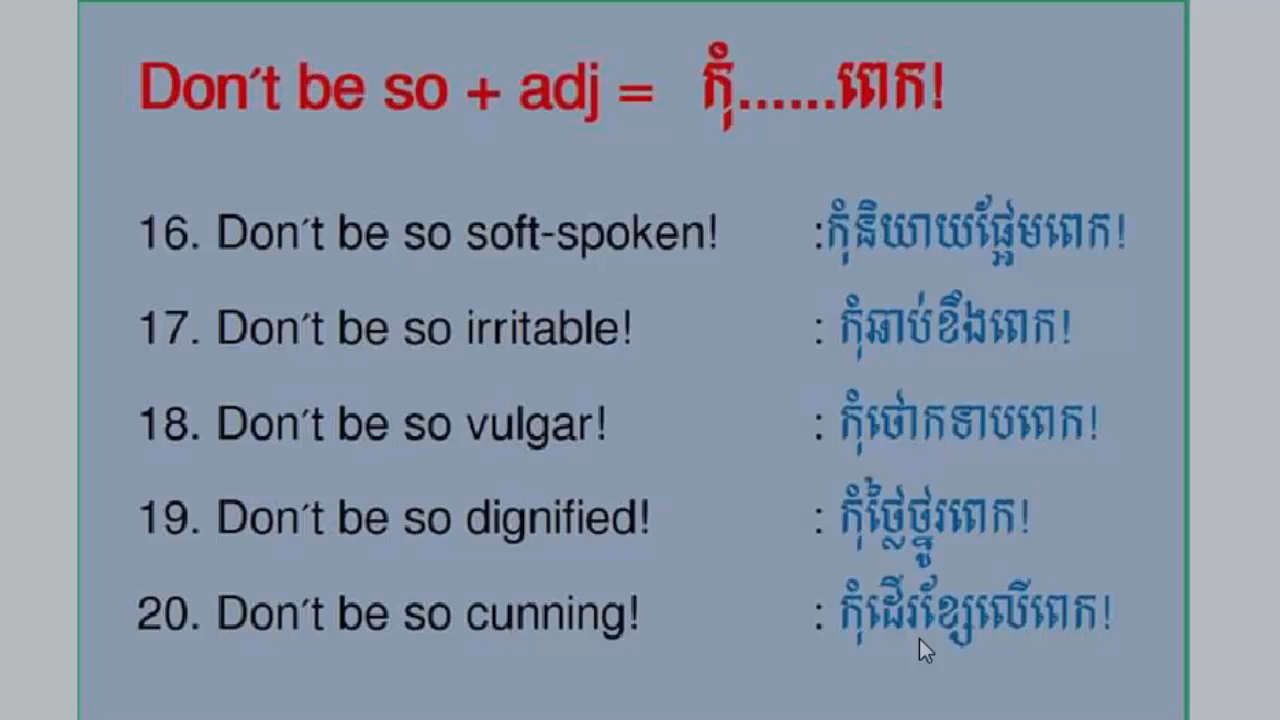 Don´t be so + adj = កុំ......ពេក!
16. Don´t be so soft-spoken! :កុំនិយាយផ្អែមពេក!
17. Don´t be so irritable! : កុំឆាប់ខឹងពេក!
18. Don´t be so vulgar! : កុំថោកទាបពេក!
19. Don´t be so dignified! : កុំថ្លៃថ្នូរពេក!
20. Don´t be so cunning! : កុំដើរខ្សែលើពេក!